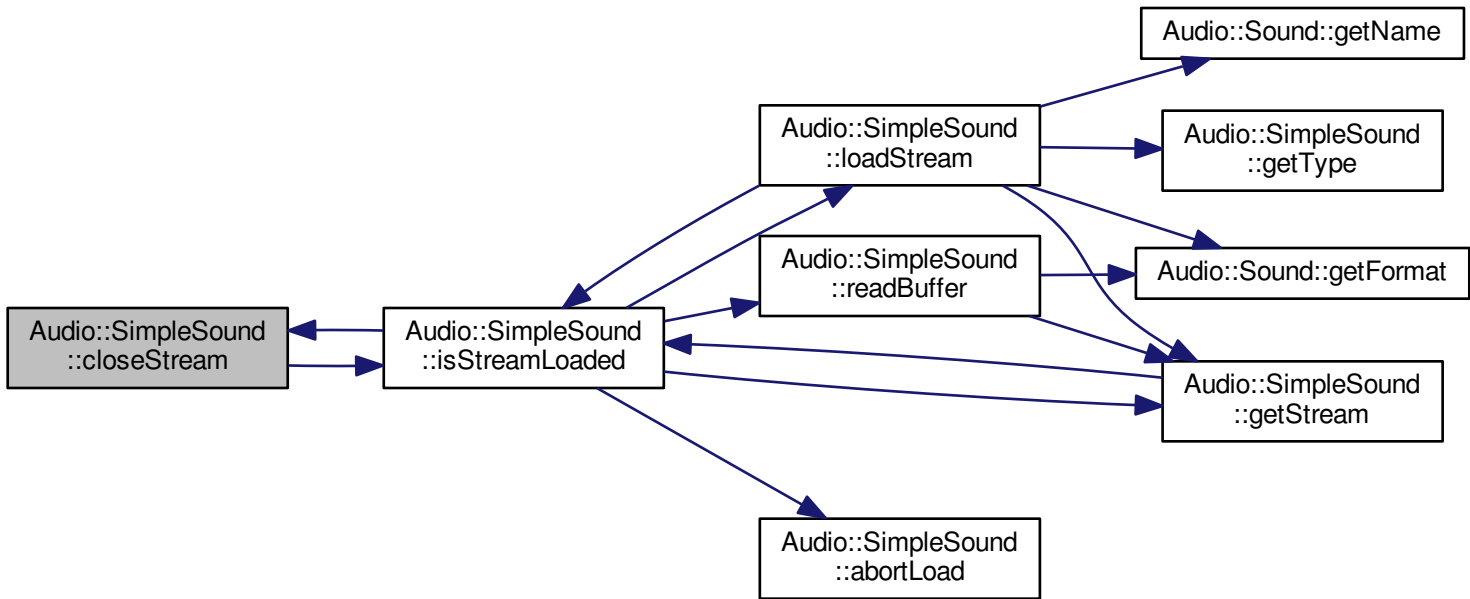 Audio::SimpleSound
::closeStream
Audio::SimpleSound
::isStreamLoaded
Audio::SimpleSound
::loadStream
Audio::SimpleSound
::readBuffer
Audio::SimpleSound
::abortLoad
Audio::Sound::getName
Audio::SimpleSound
::getType
Audio::Sound::getFormat
Audio::SimpleSound
::getStream